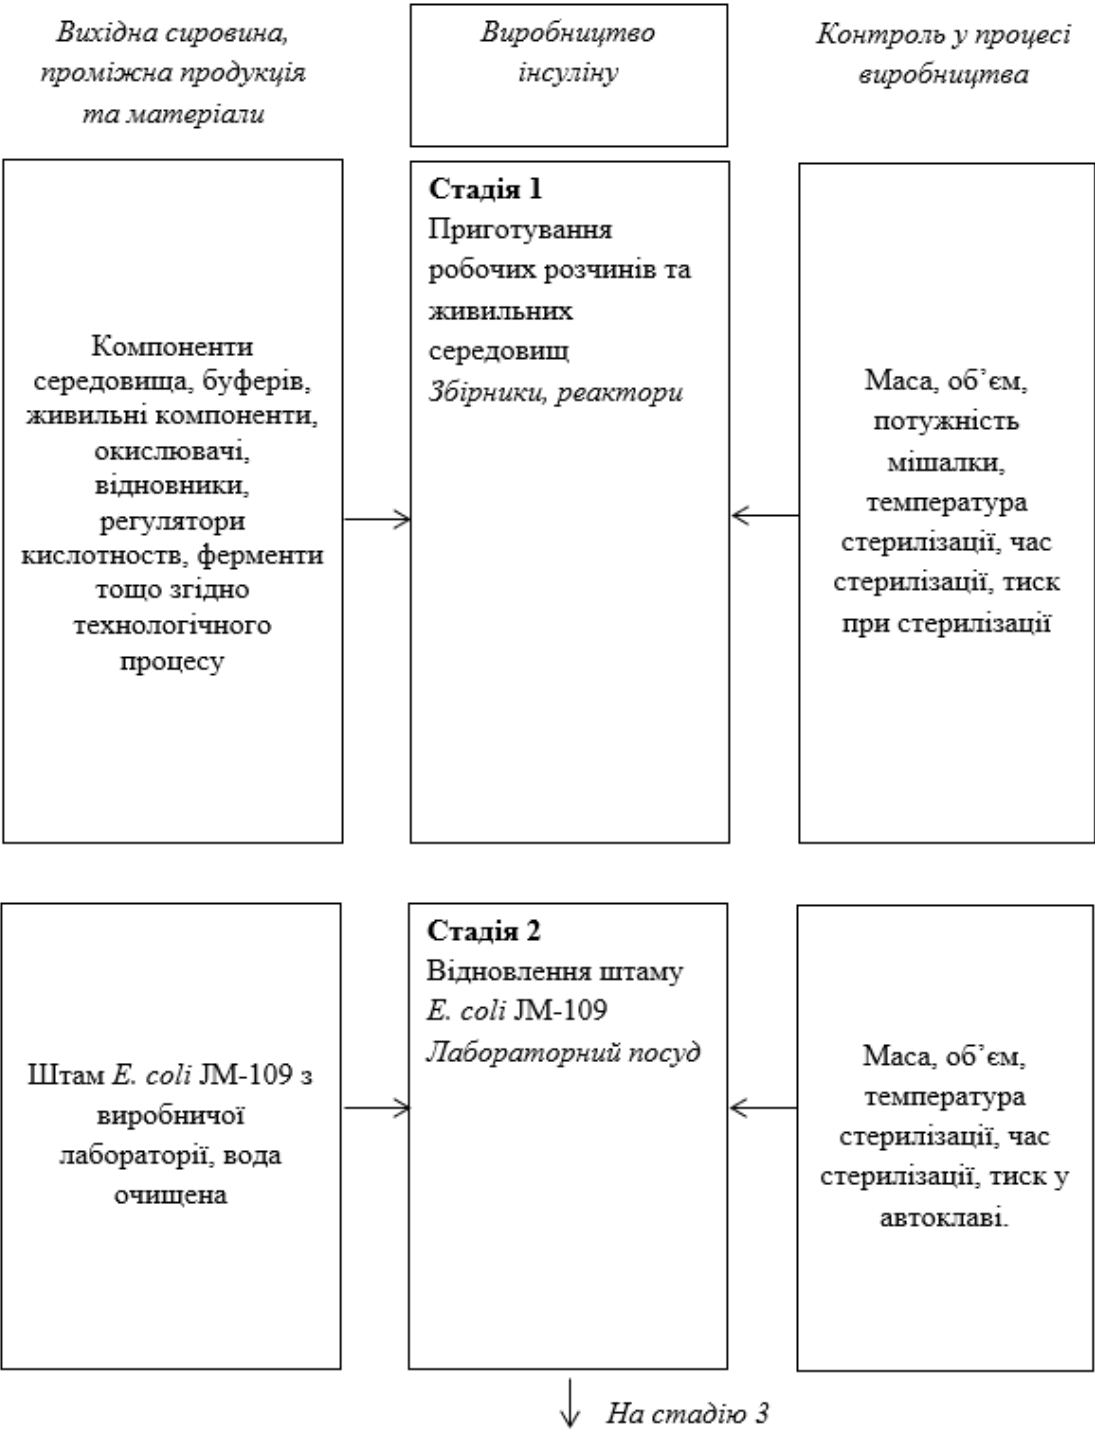 Вихідна сировина,
проміжна продукція
та матеріали
Виробництво
інсуліну
Контроль у процесі
виробництва
Компоненти
середовища, буферів,
живильні компоненти,
окислювачі,
відновники,
регулятори
кислотноств, ферменти
тощо згідно
технологічного
процесу
Стадія 1
Приготування
робочих розчинів та
живильних
середовищ
Збірники, реактори
Маса, об’єм,
потужність
мішалки,
температура
стерилізації, час
стерилізації, тиск
при стерилізації
Штам E. coli JM-109 з
виробничої
лабораторії, вода
очищена
Стадія 2
Відновлення штаму
E. coli JM-109
Лабораторний посуд
Маса, об’єм,
температура
стерилізації, час
стерилізації, тиск у
автоклаві.
На стадію 3